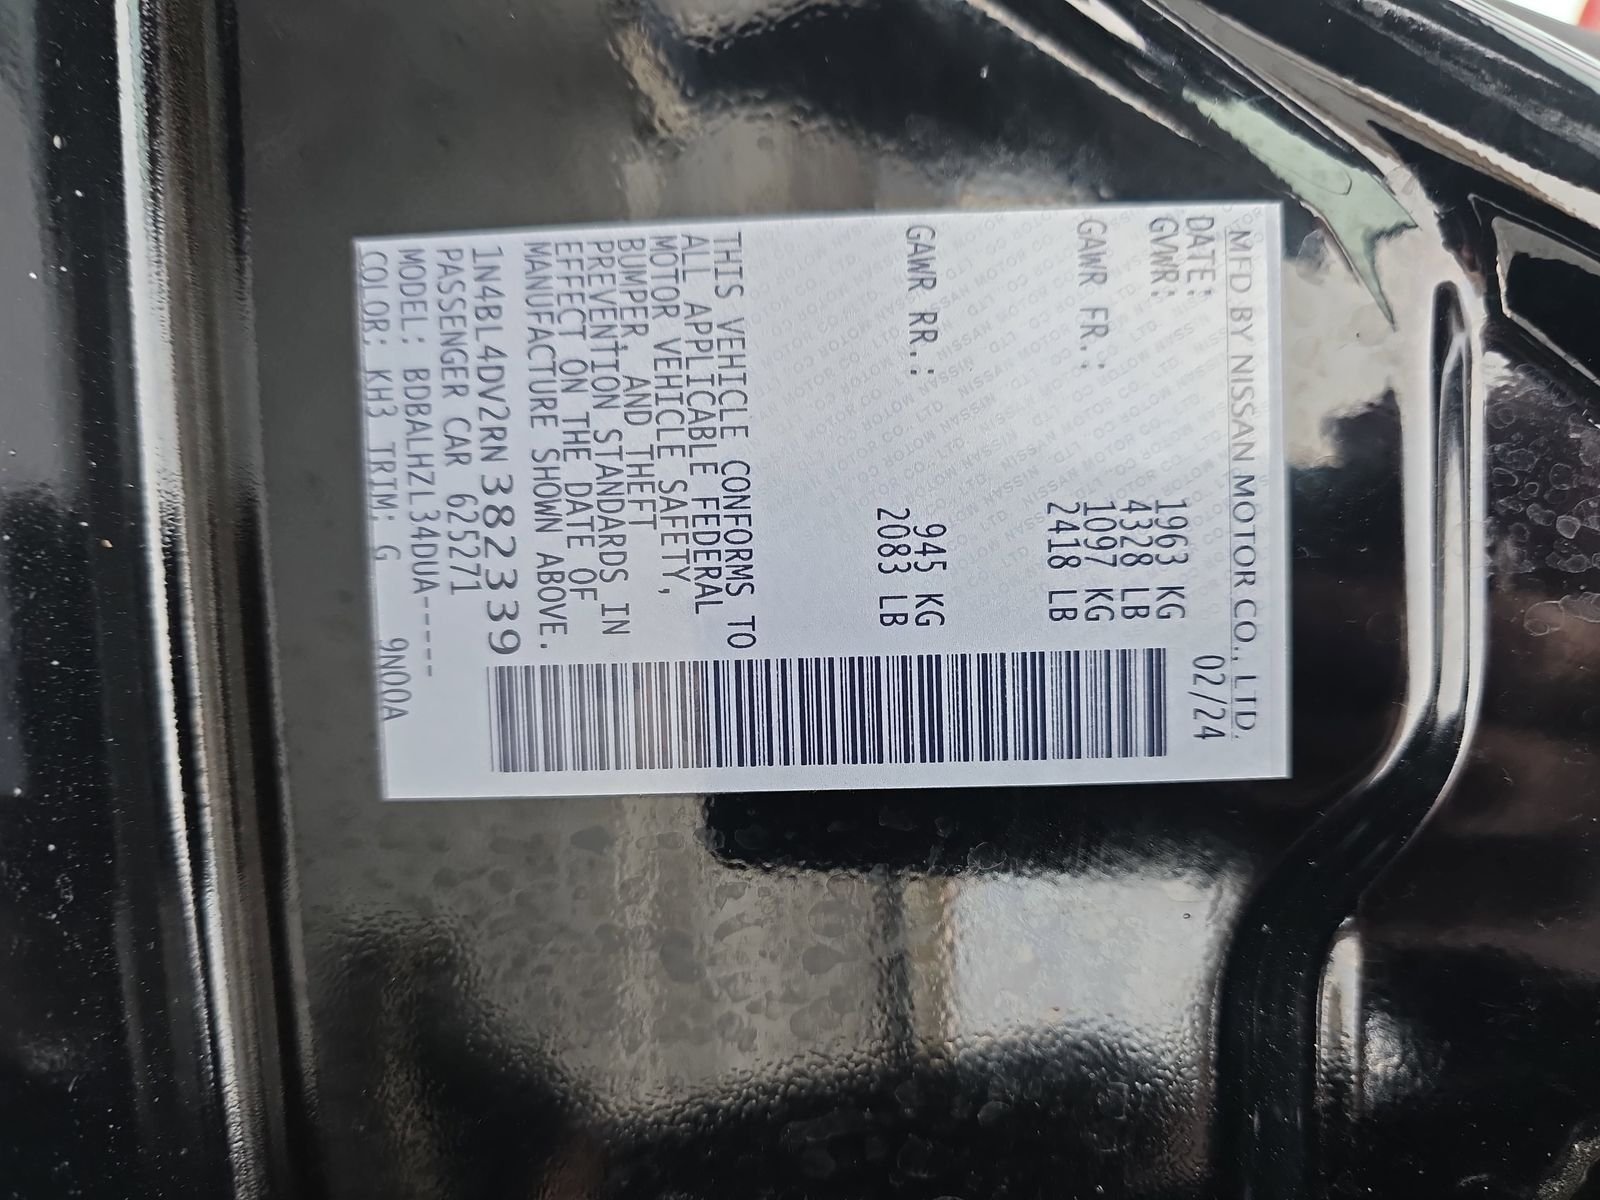 MFD BY NISSAN MOTOR CO., LTD.
DATE: 02/24
GVWR: 1963 KG
4328 LB
GAWR FR.: 1097 KG
2418 LB
GAWR RR.: 945 KG
2083 LB
THIS VEHICLE CONFORMS TO
ALL APPLICABLE FEDERAL
MOTOR VEHICLE SAFETY,
BUMPER, AND THEFT
PREVENTION STANDARDS IN
EFFECT ON THE DATE OF
MANUFACTURE SHOWN ABOVE.
1N4BL4DV2RN382339
PASSENGER CAR 625271
MODEL: BDBALHZL34DUA-----
COLOR: KH3 TRIM: G 9N00A